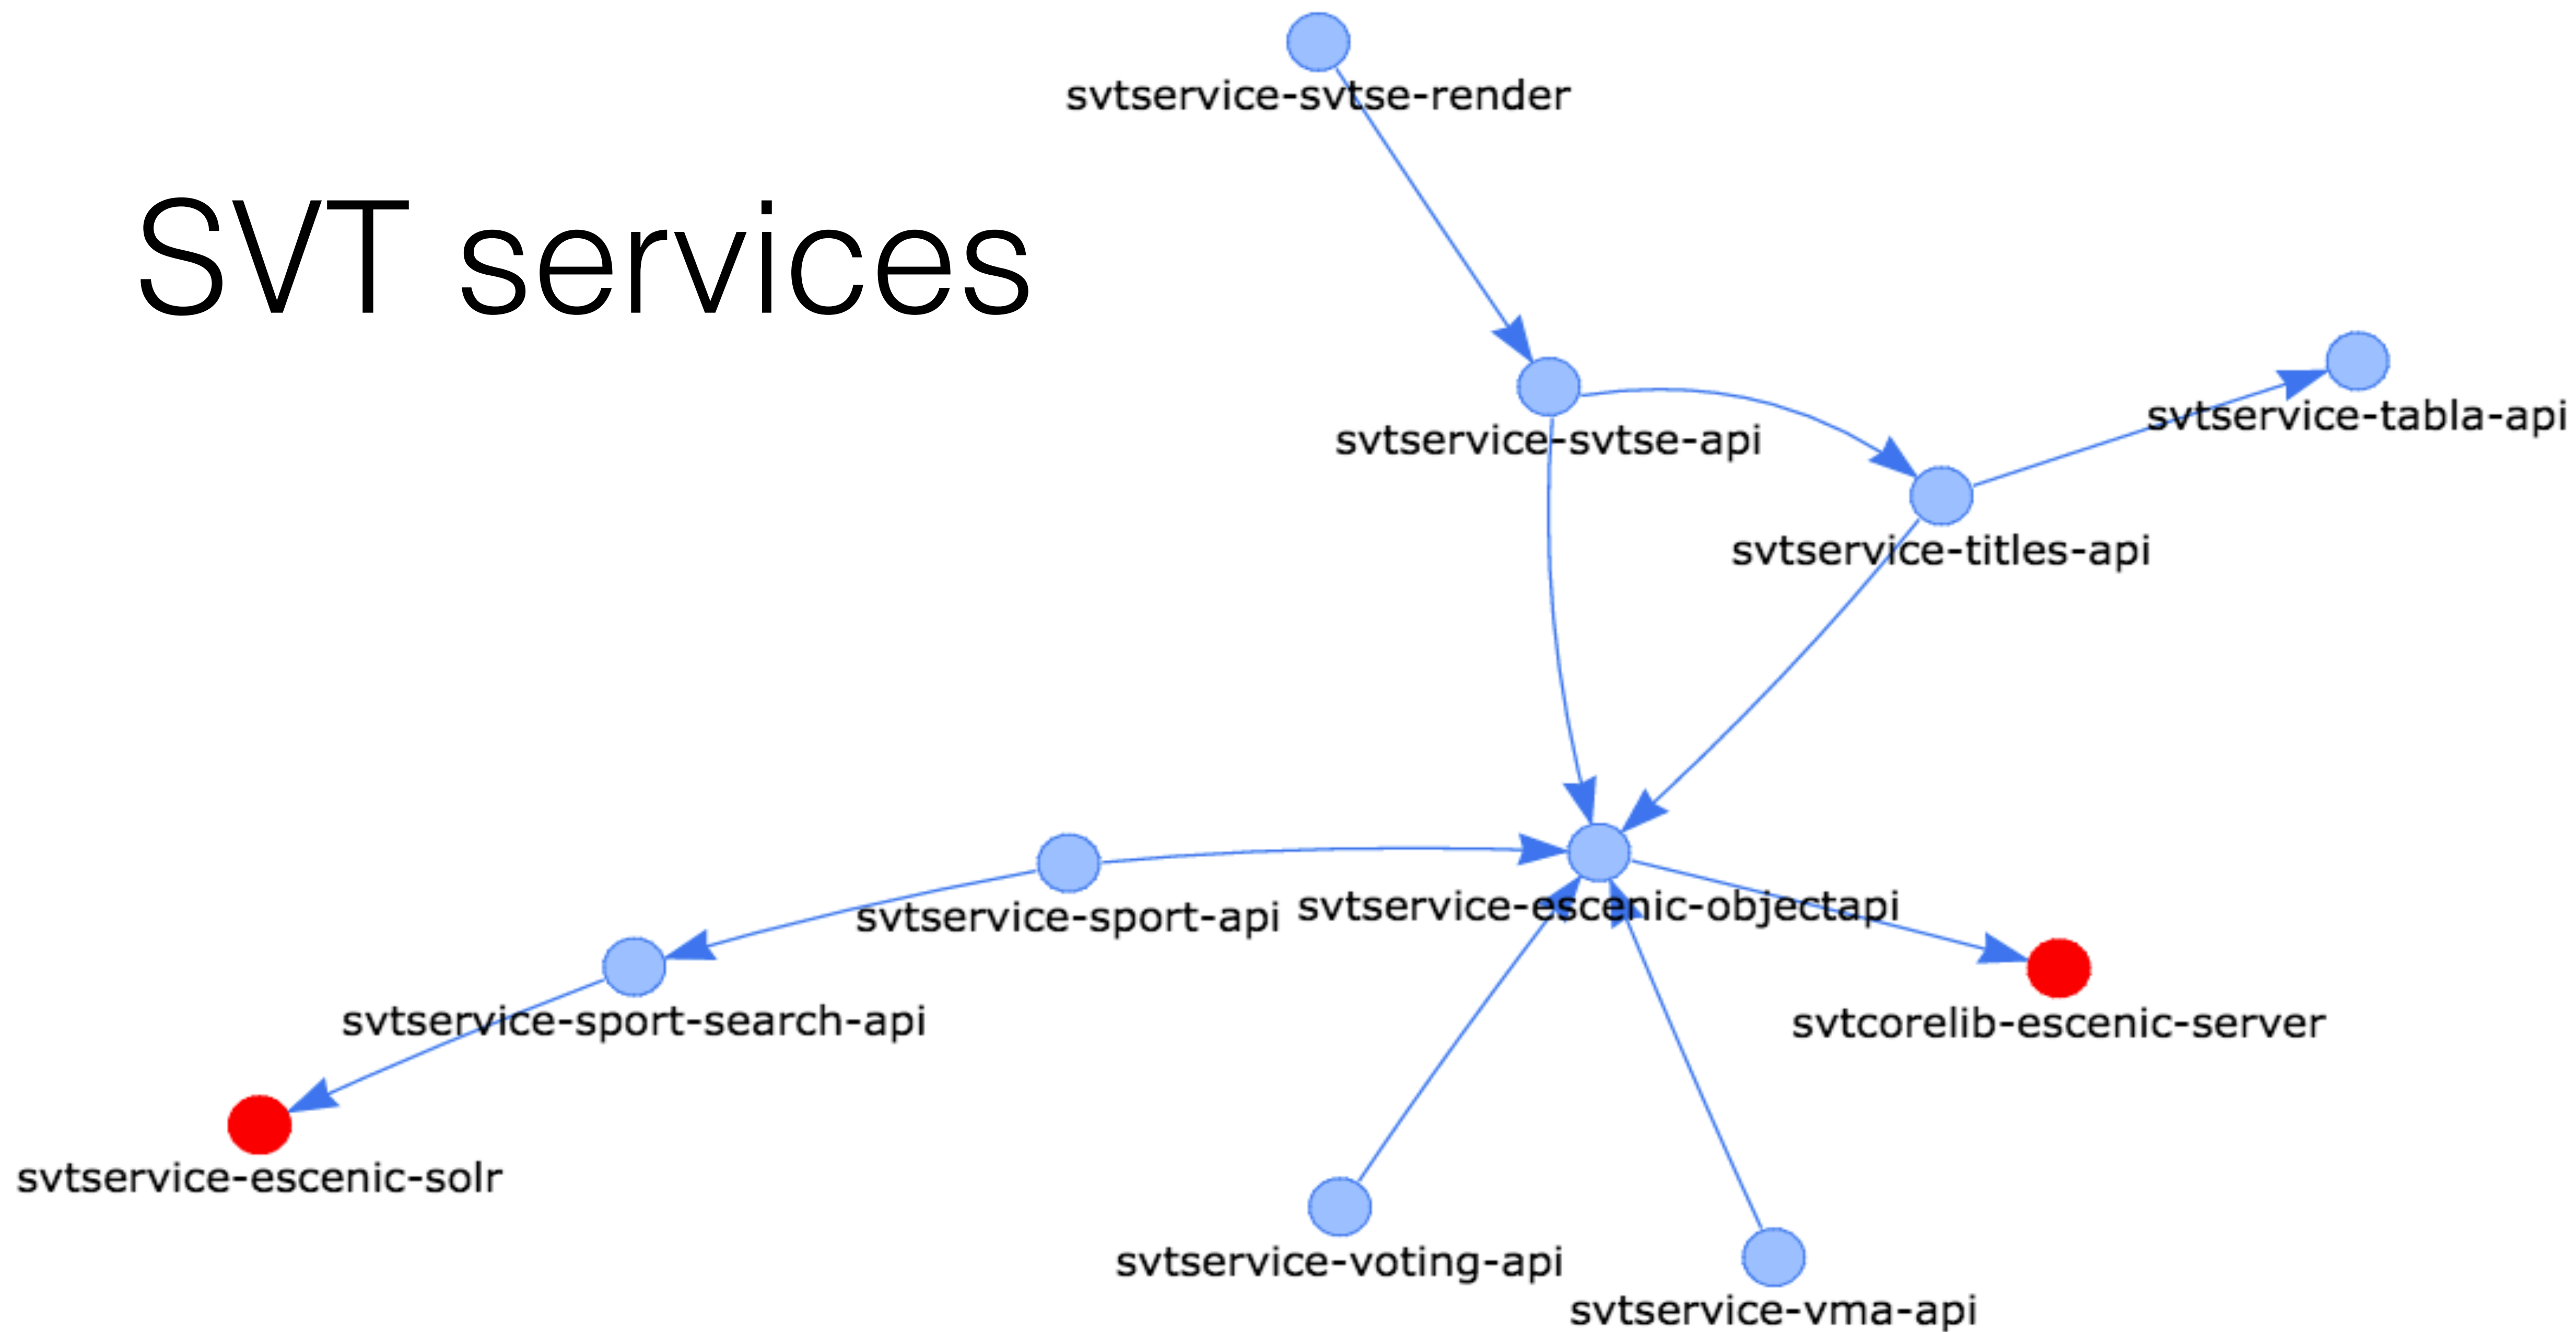 svtservice-svtse-render
SVT services
svtservice-tabla-api
svtservice-svtse-api
svtservice-titles-api
svtservice-sport-api
svtservice-escenic-objectapi
svtservice-sport-search-api
svtcorelib-escenic-server
svtservice-escenic-solr
svtservice-voting-api
svtservice-vma-api